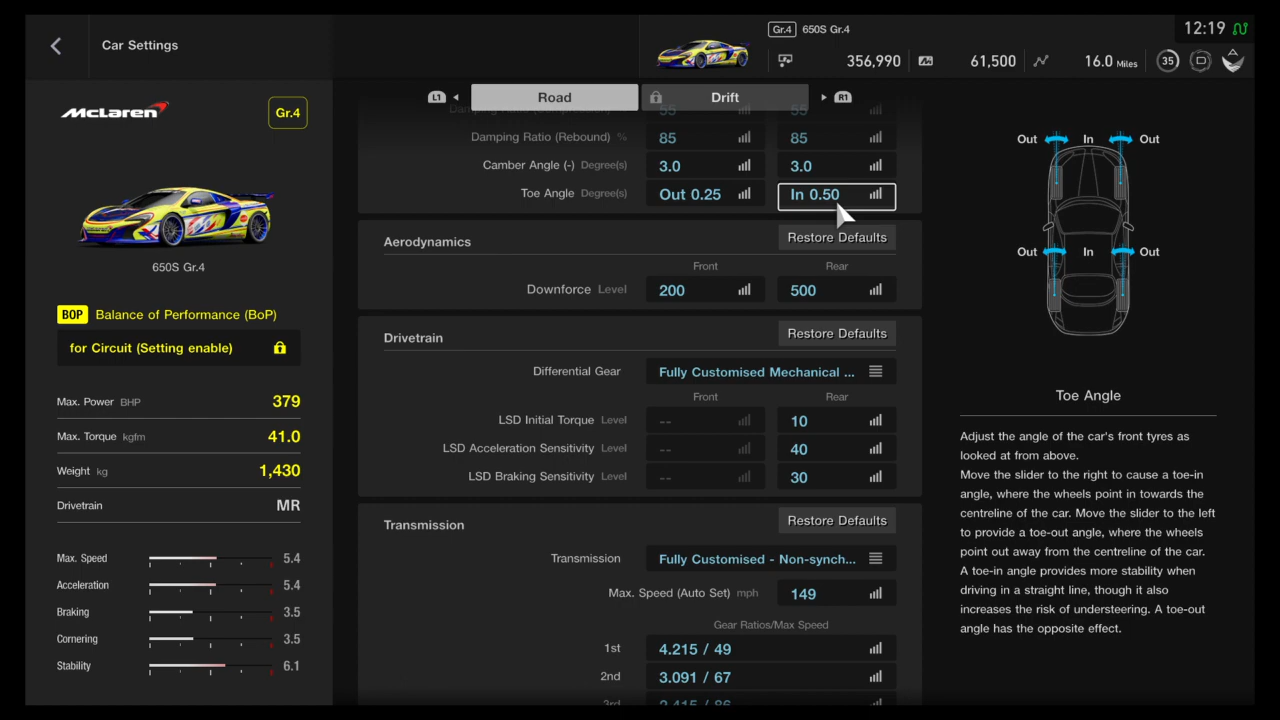 Car Settings
Gr.4 650S Gr.4
12:19
356,990
61,500
16.0 Miles
35
D
L1 Road Drift R1
McLaren
Gr.4
650S Gr.4
BOP Balance of Performance (BoP)
for Circuit (Setting enable)
Max. Power BHP 379
Max. Torque kgfm 41.0
Weight kg 1,430
Drivetrain MR
Max. Speed 5.4
Acceleration 5.4
Braking 3.5
Cornering 3.5
Stability 6.1
Damping Ratio (Compression) % 55 55
Damping Ratio (Rebound) % 85 85
Camber Angle (-) Degree(s) 3.0 3.0
Toe Angle Degree(s) Out 0.25 In 0.50
Aerodynamics Restore Defaults
Front Rear
Downforce Level 200 500
Drivetrain Restore Defaults
Differential Gear Fully Customised Mechanical ...
Front Rear
LSD Initial Torque Level -- 10
LSD Acceleration Sensitivity Level -- 40
LSD Braking Sensitivity Level -- 30
Transmission Restore Defaults
Transmission Fully Customised - Non-synch...
Max. Speed (Auto Set) mph 149
Gear Ratios/Max Speed
1st 4.215 / 49
2nd 3.091 / 67
3rd 2.415 / 86
Out In Out
Out In Out
Toe Angle
Adjust the angle of the car's front tyres as
looked at from above.
Move the slider to the right to cause a toe-in
angle, where the wheels point in towards the
centreline of the car. Move the slider to the left
to provide a toe-out angle, where the wheels
point out away from the centreline of the car.
A toe-in angle provides more stability when
driving in a straight line, though it also
increases the risk of understeering. A toe-out
angle has the opposite effect.